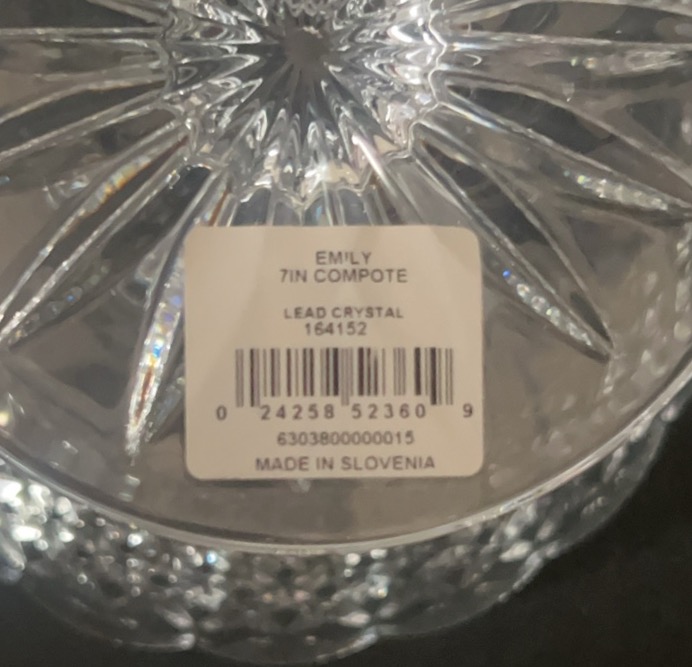 EMILY
7IN COMPOTE
LEAD CRYSTAL
164152
0 24258 52360 9
6303800000015
MADE IN SLOVENIA